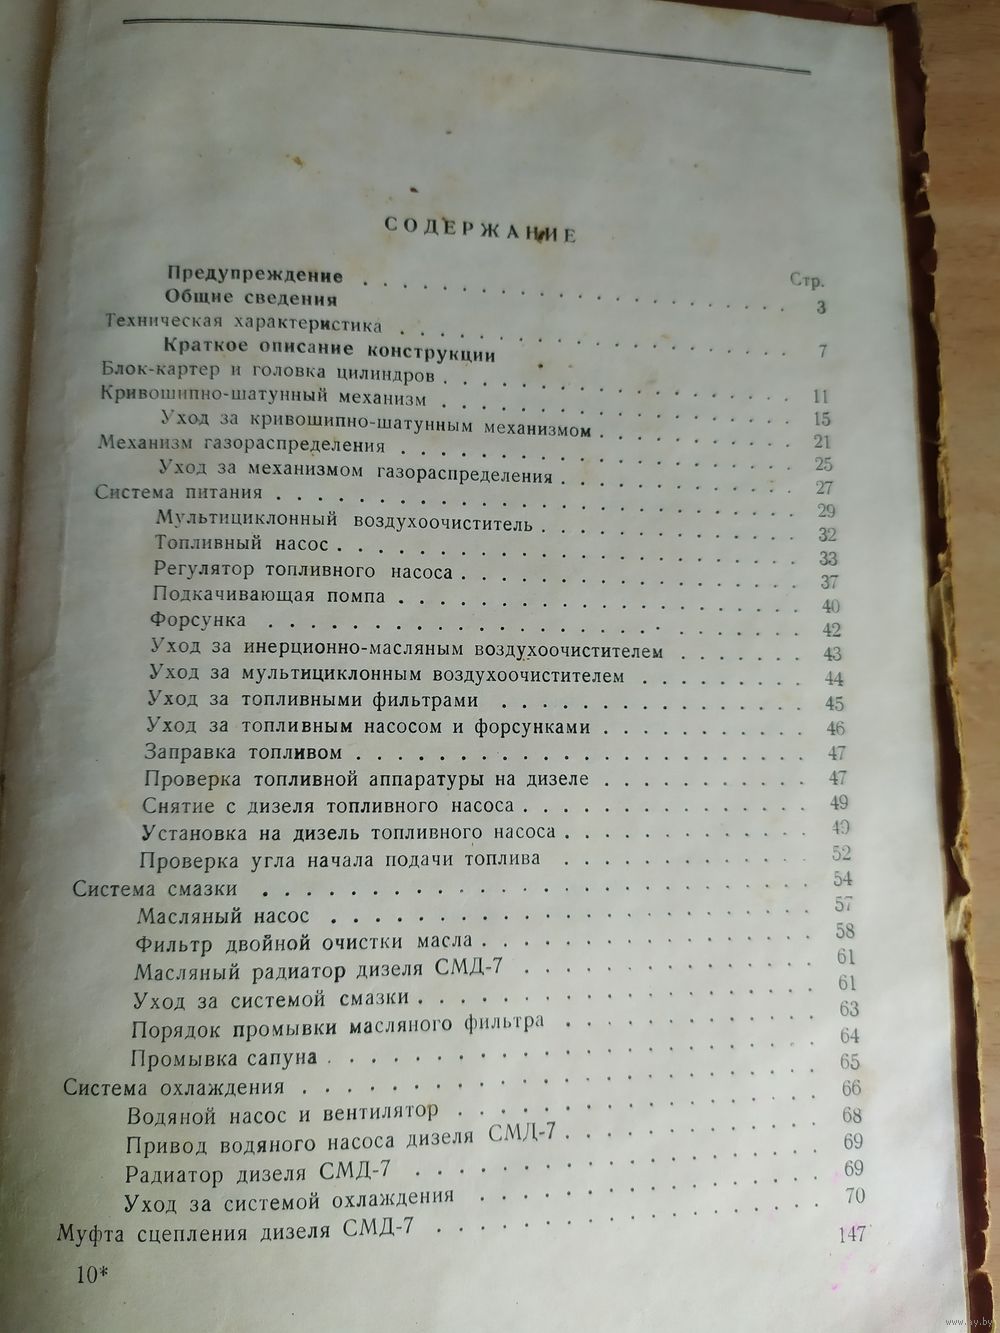 СОДЕРЖАНИЕ
Стр.
Предупреждение . . . . . . . . . . 3
Общие сведения
Техническая характеристика . . . . . . . . . . 7
Краткое описание конструкции
Блок-картер и головка цилиндров . . . . . . . . . . 11
Кривошипно-шатунный механизм . . . . . . . . . . 15
Уход за кривошипно-шатунным механизмом . . . . . . . . . . 21
Механизм газораспределения . . . . . . . . . . 25
Уход за механизмом газораспределения . . . . . . . . . . 27
Система питания . . . . . . . . . . 29
Мультициклонный воздухоочиститель . . . . . . . . . . 32
Топливный насос . . . . . . . . . . 33
Регулятор топливного насоса . . . . . . . . . . 37
Подкачивающая помпа . . . . . . . . . . 40
Форсунка . . . . . . . . . . 42
Уход за инерционно-масляным воздухоочистителем . . . . . . . 43
Уход за мультициклонным воздухоочистителем . . . . . . . . 44
Уход за топливными фильтрами . . . . . . . . . . 45
Уход за топливным насосом и форсунками . . . . . . . . . . 46
Заправка топливом . . . . . . . . . . 47
Проверка топливной аппаратуры на дизеле . . . . . . . . . . 47
Снятие с дизеля топливного насоса . . . . . . . . . . 49
Установка на дизель топливного насоса . . . . . . . . . . 49
Проверка угла начала подачи топлива . . . . . . . . . . 52
Система смазки . . . . . . . . . . 54
Масляный насос . . . . . . . . . . 57
Фильтр двойной очистки масла . . . . . . . . . . 58
Масляный радиатор дизеля СМД-7 . . . . . . . . . . 61
Уход за системой смазки . . . . . . . . . . 61
Порядок промывки масляного фильтра . . . . . . . . . . 63
Промывка сапуна . . . . . . . . . . 64
Система охлаждения . . . . . . . . . . 65
Водяной насос и вентилятор . . . . . . . . . . 66
Привод водяного насоса дизеля СМД-7 . . . . . . . . . . 68
Радиатор дизеля СМД-7 . . . . . . . . . . 69
Уход за системой охлаждения . . . . . . . . . . 69
Муфта сцепления дизеля СМД-7 . . . . . . . . . . 70
10*
147
www.ay.by